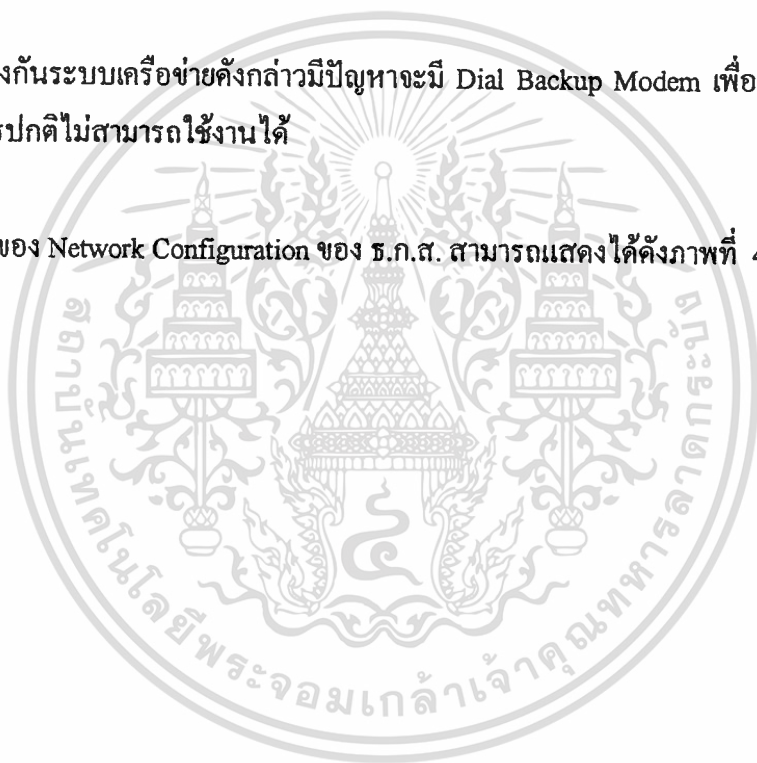 งกันระบบเครือข่ายดังกล่าวมีปัญหาจะมี Dial Backup Modem เพื่อ
รปกติไม่สามารถใช้งานได้
ของ Network Configuration ของ ธ.ก.ส. สามารถแสดงได้ดังภาพที่ 4
สถาบันเทคโนโลยีพระจอมเกล้าเจ้าคุณทหารลาดกระบัง
๔